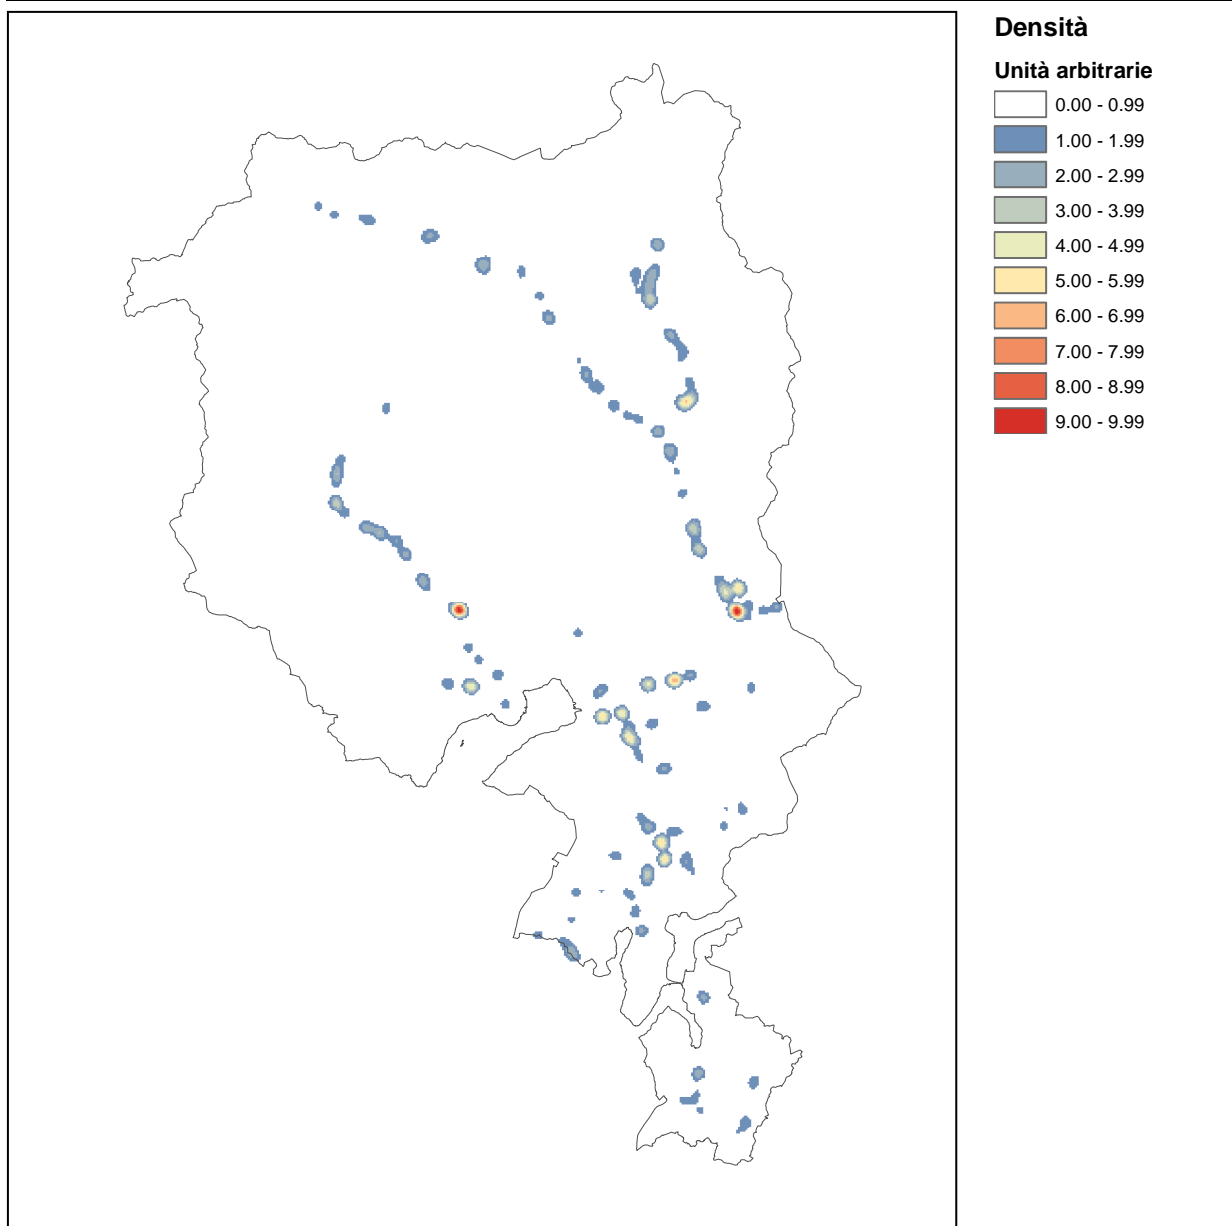 Densità
Unità arbitrarie
0.00 - 0.99
1.00 - 1.99
2.00 - 2.99
3.00 - 3.99
4.00 - 4.99
5.00 - 5.99
6.00 - 6.99
7.00 - 7.99
8.00 - 8.99
9.00 - 9.99